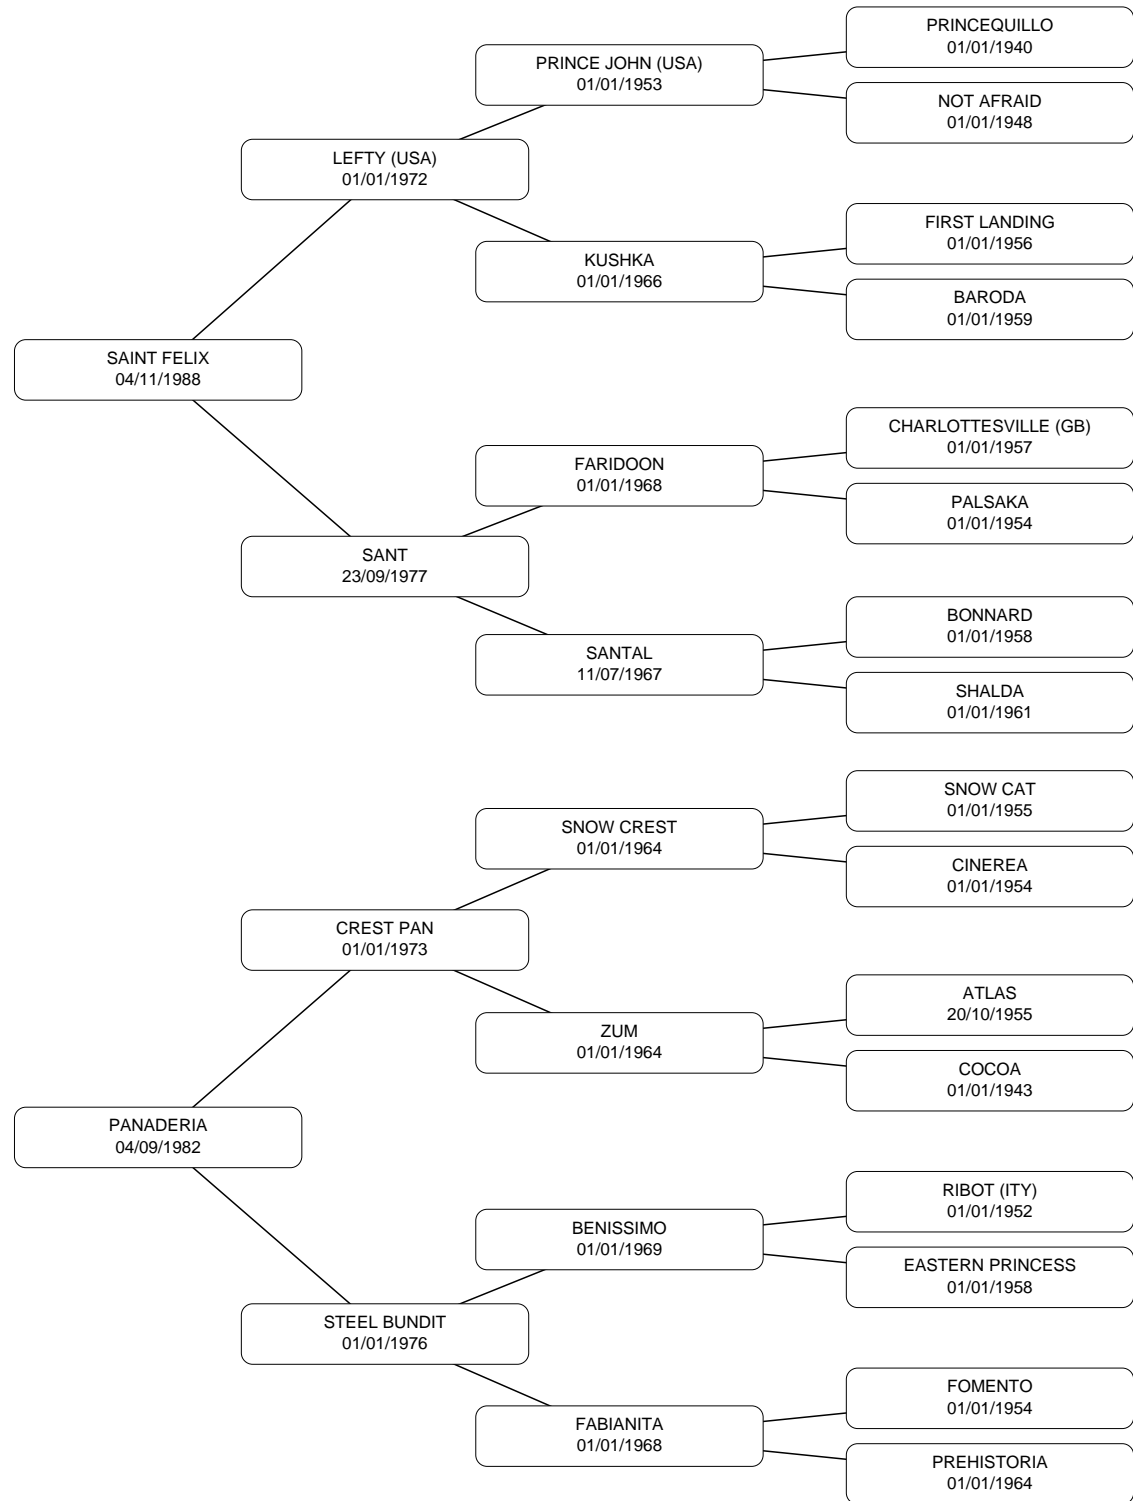 PRINCEQUILLO
01/01/1940
PRINCE JOHN (USA)
01/01/1953
NOT AFRAID
01/01/1948
LEFTY (USA)
01/01/1972
FIRST LANDING
01/01/1956
KUSHKA
01/01/1966
BARODA
01/01/1959
SAINT FELIX
04/11/1988
CHARLOTTESVILLE (GB)
01/01/1957
FARIDOON
01/01/1968
PALSAKA
01/01/1954
SANT
23/09/1977
BONNARD
01/01/1958
SANTAL
11/07/1967
SHALDA
01/01/1961
SNOW CAT
01/01/1955
SNOW CREST
01/01/1964
CINEREA
01/01/1954
CREST PAN
01/01/1973
ATLAS
20/10/1955
ZUM
01/01/1964
COCOA
01/01/1943
PANADERIA
04/09/1982
RIBOT (ITY)
01/01/1952
BENISSIMO
01/01/1969
EASTERN PRINCESS
01/01/1958
STEEL BUNDIT
01/01/1976
FOMENTO
01/01/1954
FABIANITA
01/01/1968
PREHISTORIA
01/01/1964